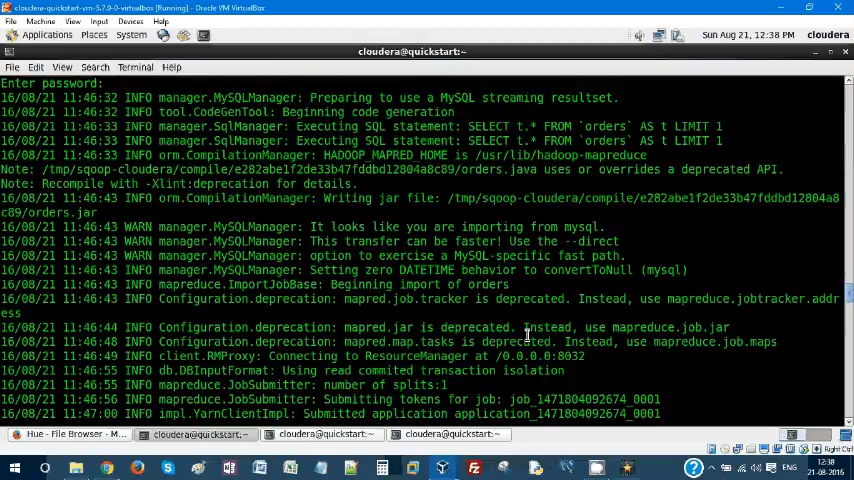 cloudera-quickstart-vm-5.7.0-0-virtualbox [Running] - Oracle VM VirtualBox
File Machine View Input Devices Help
Applications Places System Sun Aug 21, 12:38 PM cloudera
cloudera@quickstart:~
File Edit View Search Terminal Help
Enter password:
16/08/21 11:46:32 INFO manager.MySQLManager: Preparing to use a MySQL streaming resultset.
16/08/21 11:46:32 INFO tool.CodeGenTool: Beginning code generation
16/08/21 11:46:33 INFO manager.SqlManager: Executing SQL statement: SELECT t.* FROM `orders` AS t LIMIT 1
16/08/21 11:46:33 INFO manager.SqlManager: Executing SQL statement: SELECT t.* FROM `orders` AS t LIMIT 1
16/08/21 11:46:33 INFO orm.CompilationManager: HADOOP_MAPRED_HOME is /usr/lib/hadoop-mapreduce
Note: /tmp/sqoop-cloudera/compile/e282abe1f2de33b47fddbd12804a8c89/orders.java uses or overrides a deprecated API.
Note: Recompile with -Xlint:deprecation for details.
16/08/21 11:46:43 INFO orm.CompilationManager: Writing jar file: /tmp/sqoop-cloudera/compile/e282abe1f2de33b47fddbd12804a8
c89/orders.jar
16/08/21 11:46:43 WARN manager.MySQLManager: It looks like you are importing from mysql.
16/08/21 11:46:43 WARN manager.MySQLManager: This transfer can be faster! Use the --direct
16/08/21 11:46:43 WARN manager.MySQLManager: option to exercise a MySQL-specific fast path.
16/08/21 11:46:43 INFO manager.MySQLManager: Setting zero DATETIME behavior to convertToNull (mysql)
16/08/21 11:46:43 INFO mapreduce.ImportJobBase: Beginning import of orders
16/08/21 11:46:43 INFO Configuration.deprecation: mapred.job.tracker is deprecated. Instead, use mapreduce.jobtracker.addr
ess
16/08/21 11:46:44 INFO Configuration.deprecation: mapred.jar is deprecated. Instead, use mapreduce.job.jar
16/08/21 11:46:48 INFO Configuration.deprecation: mapred.map.tasks is deprecated. Instead, use mapreduce.job.maps
16/08/21 11:46:49 INFO client.RMProxy: Connecting to ResourceManager at /0.0.0.0:8032
16/08/21 11:46:55 INFO db.DBInputFormat: Using read commited transaction isolation
16/08/21 11:46:55 INFO mapreduce.JobSubmitter: number of splits:1
16/08/21 11:46:56 INFO mapreduce.JobSubmitter: Submitting tokens for job: job_1471804092674_0001
16/08/21 11:47:00 INFO impl.YarnClientImpl: Submitted application application_1471804092674_0001
Hue - File Browser - M... cloudera@quickstart:~ cloudera@quickstart:~ cloudera@quickstart:~
Right Ctrl
ENG 12:38
21-08-2016